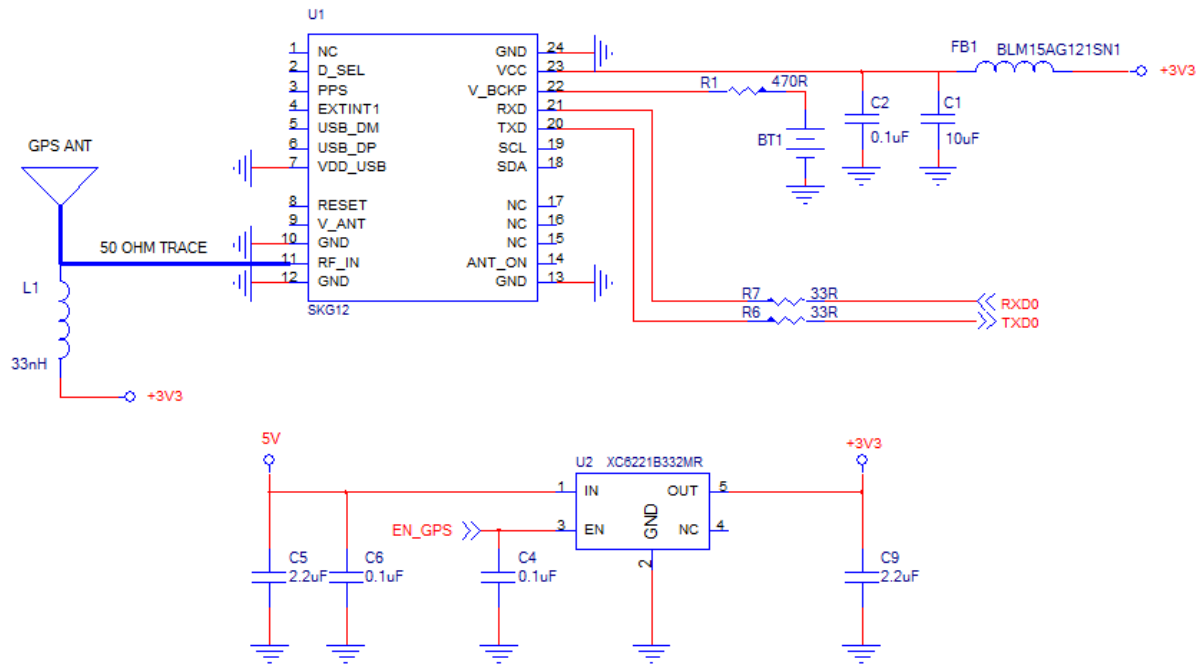 U1
1 NC
2 D_SEL
3 PPS
4 EXTINT1
5 USB_DM
6 USB_DP
7 VDD_USB
8 RESET
9 V_ANT
10 GND
11 RF_IN
12 GND
GND 24
VCC 23
V_BCKP 22
RXD 21
TXD 20
SCL 19
SDA 18
NC 17
NC 16
NC 15
ANT_ON 14
GND 13
SKG12
GPS ANT
50 OHM TRACE
L1
33nH
+3V3
FB1 BLM15AG121SN1
+3V3
R1 470R
BT1
C2
0.1uF
C1
10uF
R7 33R
RXD0
R6 33R
TXD0
5V
U2 XC6221B332MR
+3V3
1 IN
OUT 5
EN_GPS
3 EN
GND
NC 4
2
C5
2.2uF
C6
0.1uF
C4
0.1uF
C9
2.2uF